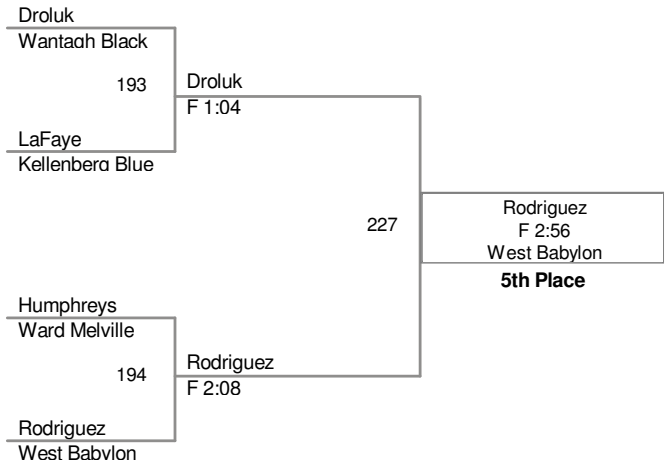 Droluk
Wantagh Black
193
Droluk
F 1:04
LaFaye
Kellenberg Blue
227
Rodriguez
F 2:56
West Babylon
5th Place
Humphreys
Ward Melville
194
Rodriguez
F 2:08
Rodriguez
West Babylon